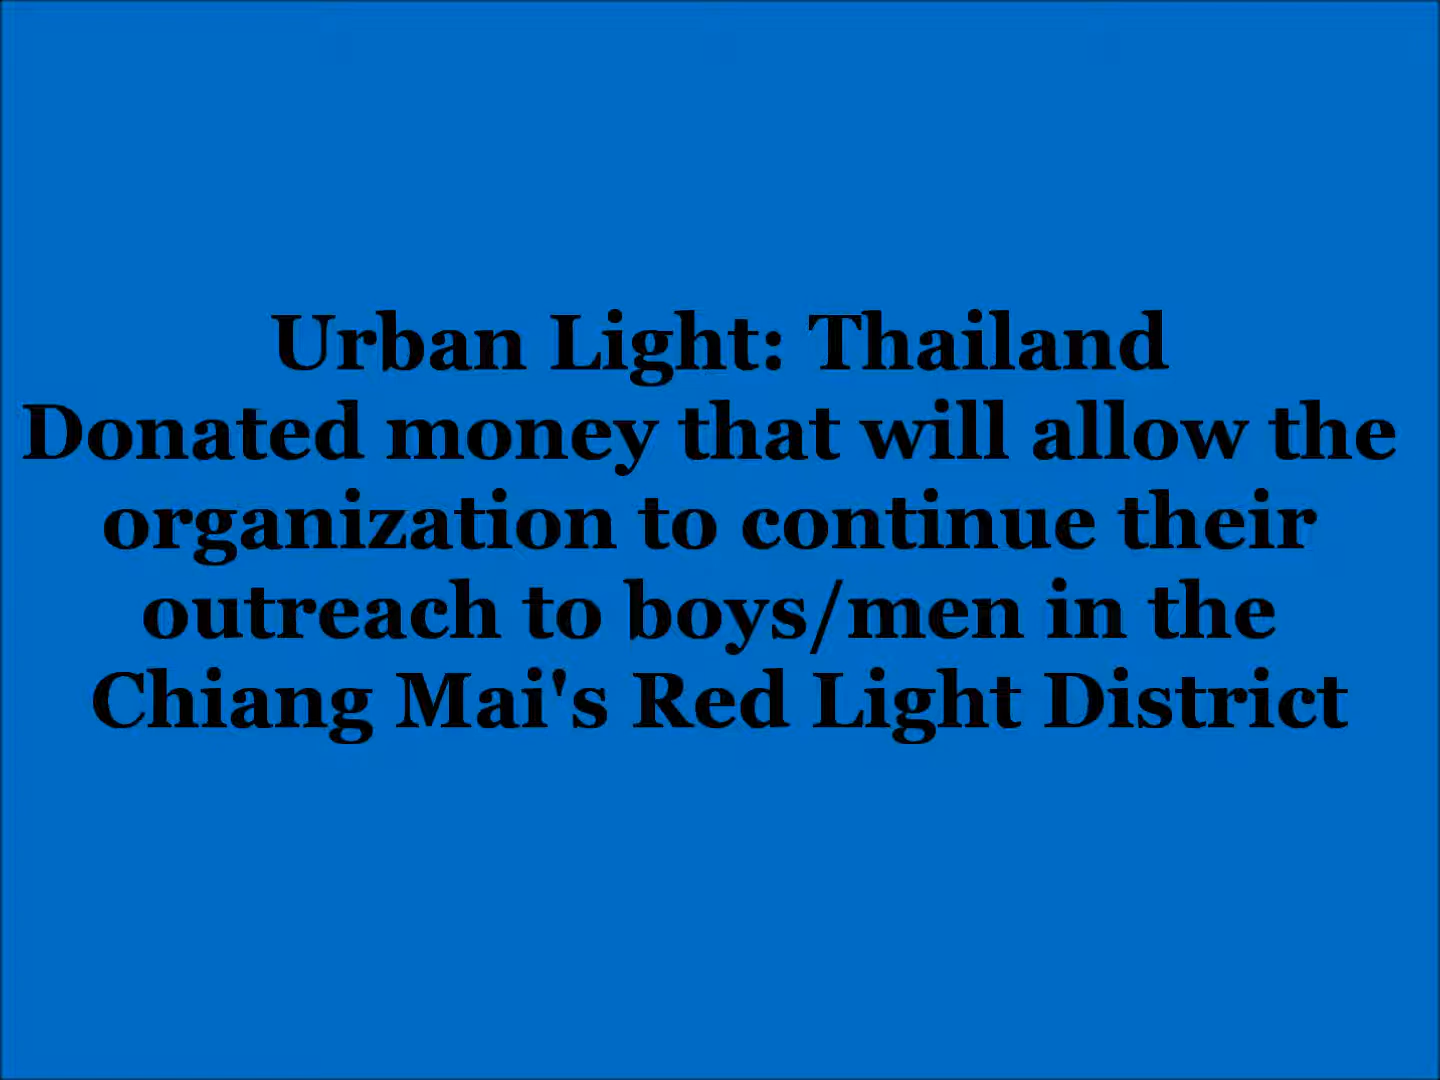 Urban Light: Thailand
Donated money that will allow the
organization to continue their
outreach to boys/men in the
Chiang Mai's Red Light District